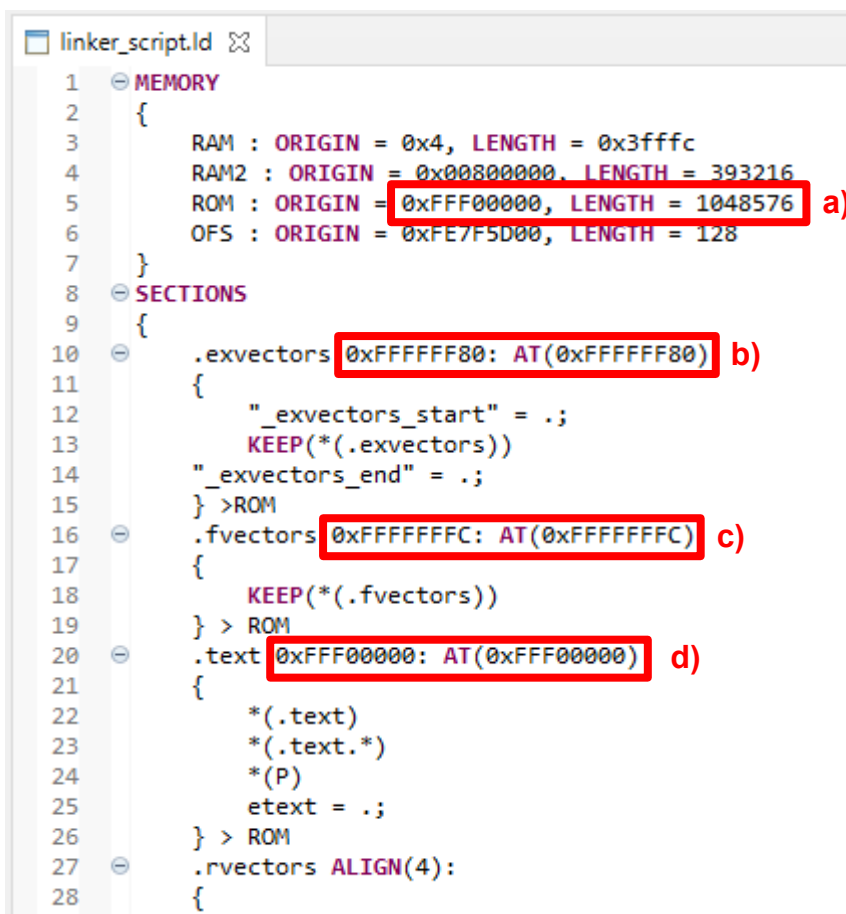 linker_script.ld
1 MEMORY
2 {
3 RAM : ORIGIN = 0x4, LENGTH = 0x3fffc
4 RAM2 : ORIGIN = 0x00800000, LENGTH = 393216
5 ROM : ORIGIN = 0xFFF00000, LENGTH = 1048576 a)
6 OFS : ORIGIN = 0xFE7F5D00, LENGTH = 128
7 }
8 SECTIONS
9 {
10 .exvectors 0xFFFFFF80: AT(0xFFFFFF80) b)
11 {
12 "_exvectors_start" = .;
13 KEEP(*(.exvectors))
14 "_exvectors_end" = .;
15 } >ROM
16 .fvectors 0xFFFFFFFC: AT(0xFFFFFFFC) c)
17 {
18 KEEP(*(.fvectors))
19 } > ROM
20 .text 0xFFF00000: AT(0xFFF00000) d)
21 {
22 *(.text)
23 *(.text.*)
24 *(P)
25 etext = .;
26 } > ROM
27 .rvectors ALIGN(4):
28 {